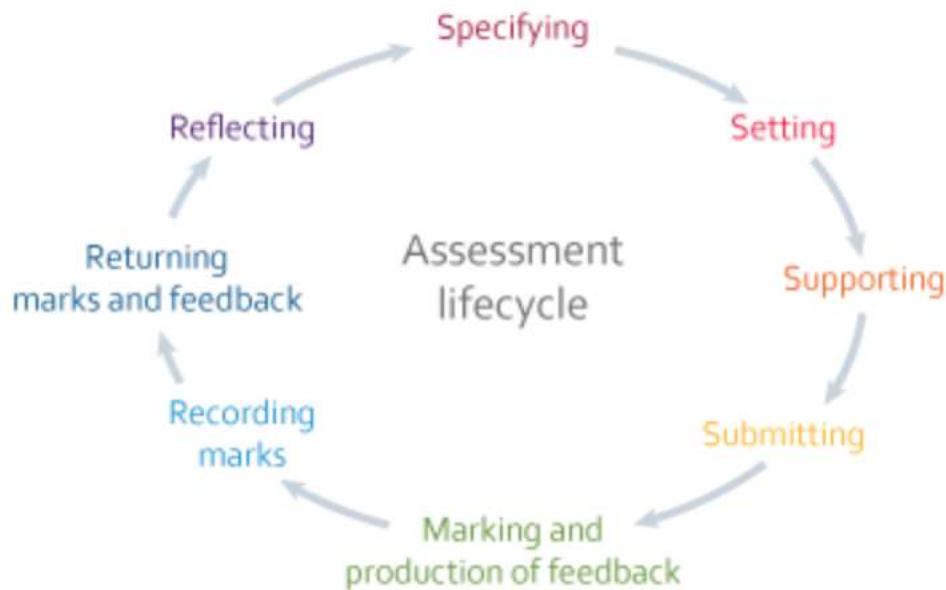 Specifying
Setting
Supporting
Submitting
Marking and
production of feedback
Recording
marks
Returning
marks and feedback
Reflecting
Assessment
lifecycle